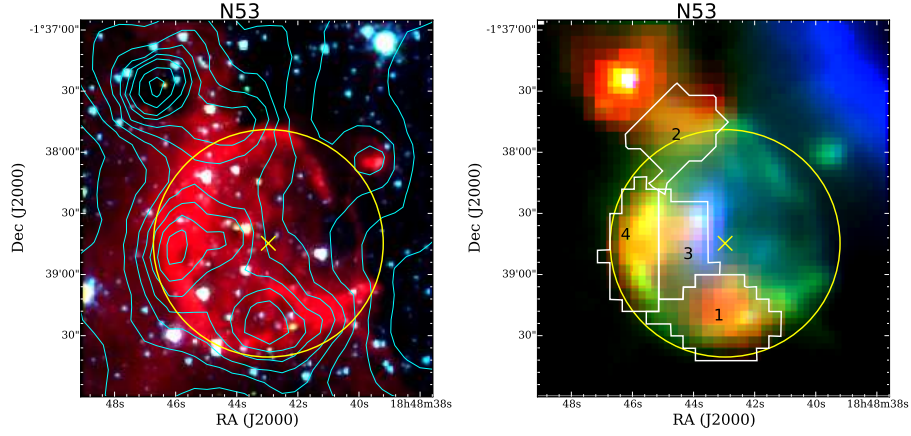 N53
-1°37'00"
30"
38'00"
30"
39'00"
30"
Dec (J2000)
48s
46s
44s
42s
40s
18h48m38s
RA (J2000)
N53
-1°37'00"
30"
38'00"
30"
39'00"
30"
Dec (J2000)
2
4
3
1
48s
46s
44s
42s
40s
18h48m38s
RA (J2000)